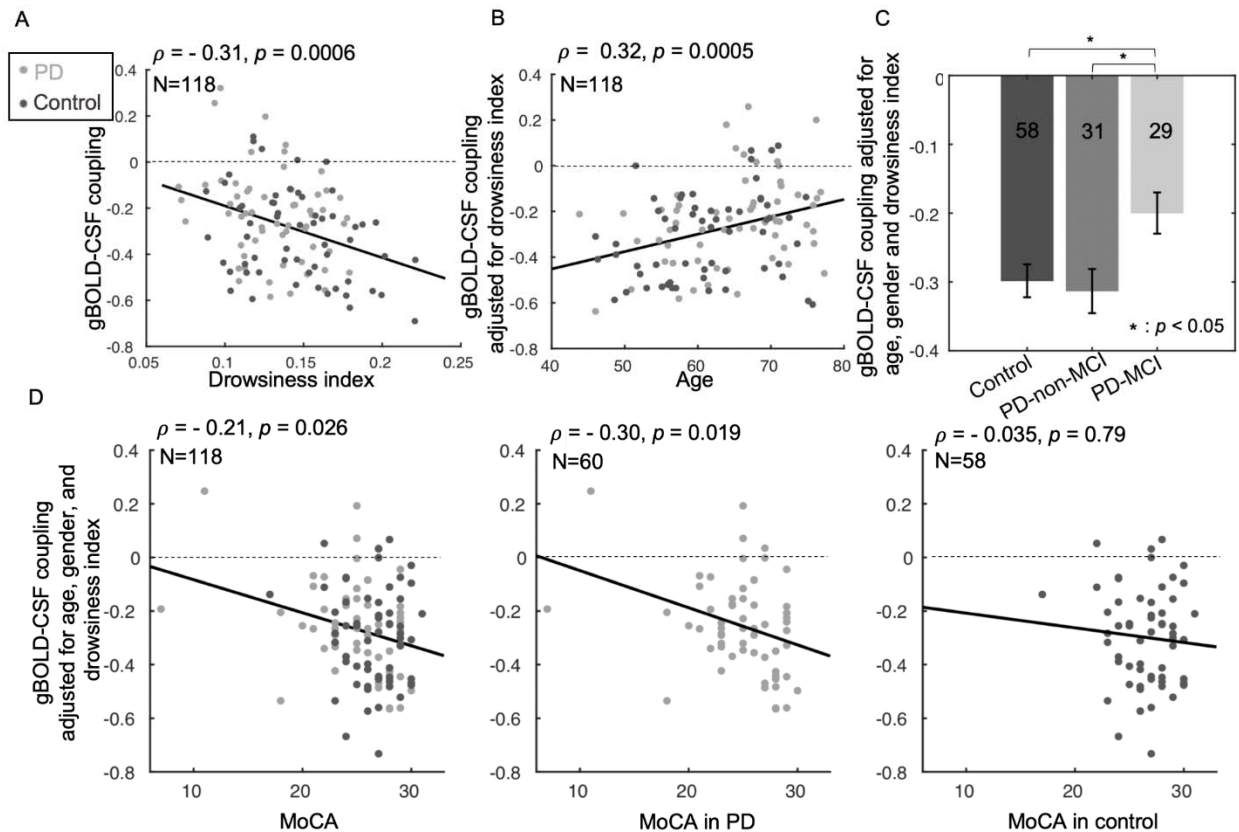 A
ρ = - 0.31, p = 0.0006
N=118
PD
Control
gBOLD-CSF coupling
0.4
0.2
0
-0.2
-0.4
-0.6
-0.8
0.05
0.1
0.15
0.2
0.25
Drowsiness index
B
ρ = 0.32, p = 0.0005
N=118
gBOLD-CSF coupling
adjusted for drowsiness index
0.4
0.2
0
-0.2
-0.4
-0.6
-0.8
40
50
60
70
80
Age
C
*
*
gBOLD-CSF coupling adjusted for
age, gender and drowsiness index
0
-0.1
-0.2
-0.3
-0.4
58
31
29
* : p < 0.05
Control
PD-non-MCI
PD-MCI
D
ρ = - 0.21, p = 0.026
N=118
gBOLD-CSF coupling
adjusted for age, gender, and
drowsiness index
0.4
0.2
0
-0.2
-0.4
-0.6
-0.8
10
20
30
MoCA
ρ = - 0.30, p = 0.019
N=60
0.4
0.2
0
-0.2
-0.4
-0.6
-0.8
10
20
30
MoCA in PD
ρ = - 0.035, p = 0.79
N=58
0.4
0.2
0
-0.2
-0.4
-0.6
-0.8
10
20
30
MoCA in control